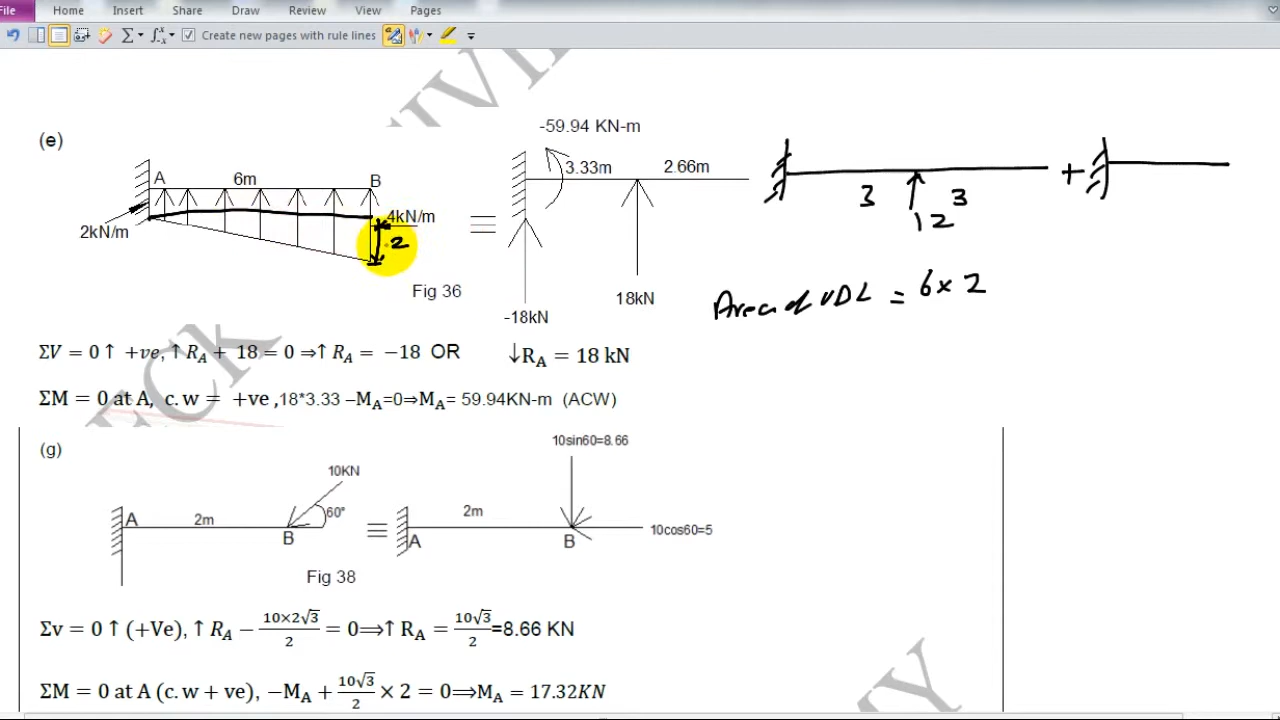 File Home Insert Share Draw Review View Pages
Create new pages with rule lines
(e)
A 6m B
2kN/m
4kN/m
2
Fig 36
≡
-59.94 KN-m
3.33m 2.66m
-18kN
18kN
3 3
12
+
Area of UDL = 6 x 2
ΣV = 0 ↑ +ve, ↑ R_A + 18 = 0 ⇒↑ R_A = −18 OR ↓R_A = 18 kN
ΣM = 0 at A, c. w = +ve ,18*3.33 –M_A=0⇒M_A= 59.94KN-m (ACW)
(g)
10KN
60°
A 2m B
Fig 38
≡
10sin60=8.66
2m
A B
10cos60=5
Σv = 0 ↑ (+Ve), ↑ R_A − 10×2√3/2 = 0⟹↑ R_A = 10√3/2 =8.66 KN
ΣM = 0 at A (c. w + ve), −M_A + 10√3/2 × 2 = 0⟹M_A = 17.32KN